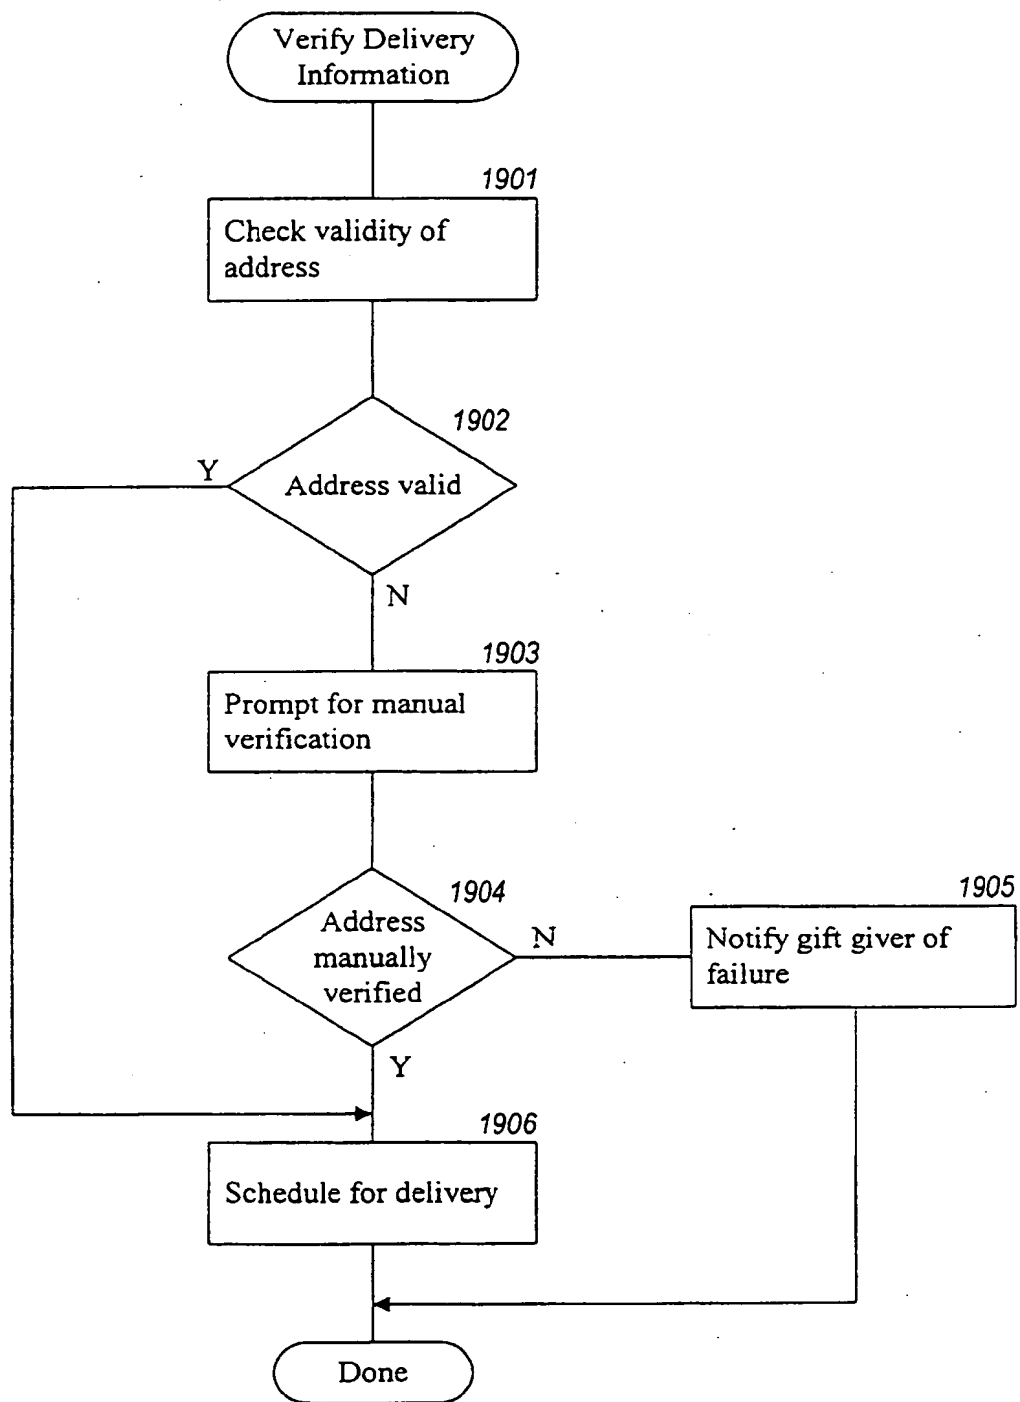 Verify Delivery
Information
1901
Check validity of
address
1902
Y
Address valid
N
1903
Prompt for manual
verification
1904
Address
manually
verified
N
1905
Notify gift giver of
failure
Y
1906
Schedule for delivery
Done